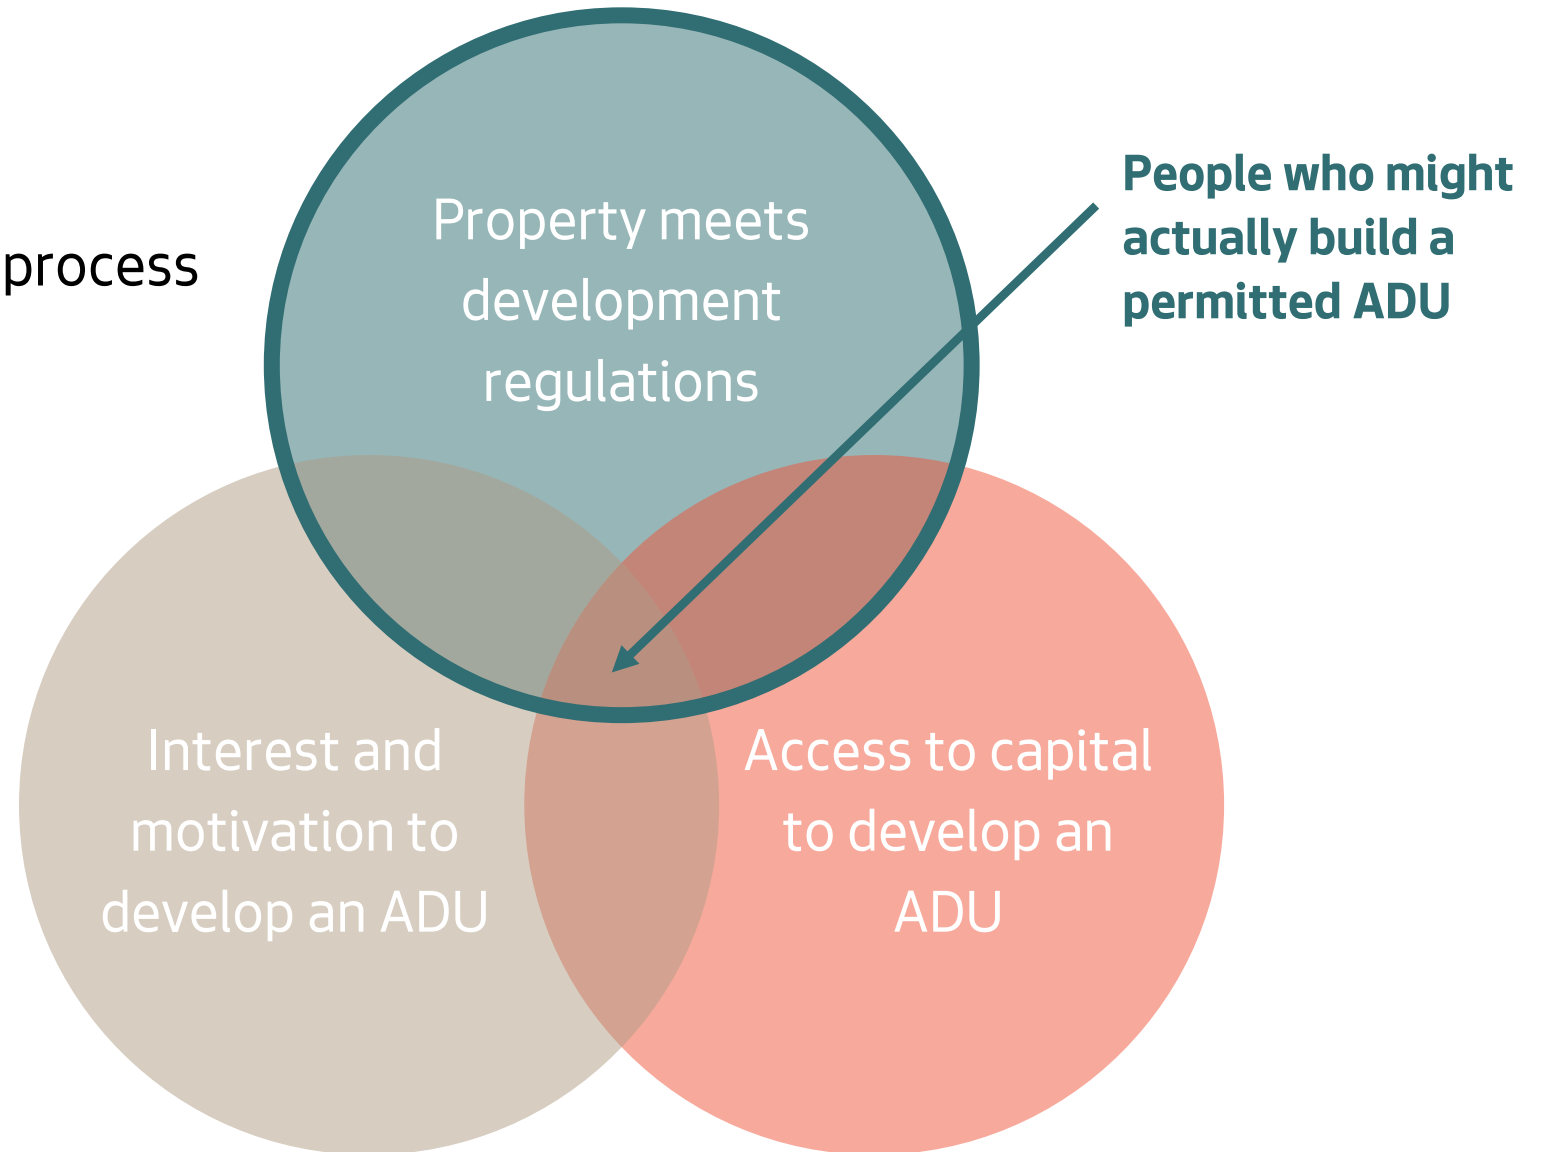 process
Property meets
development
regulations
People who might
actually build a
permitted ADU
Interest and
motivation to
develop an ADU
Access to capital
to develop an
ADU